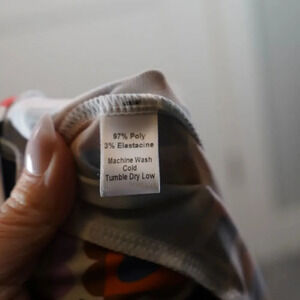 97% Poly
3% Elastacine
Machine Wash
Cold
Tumble Dry Low